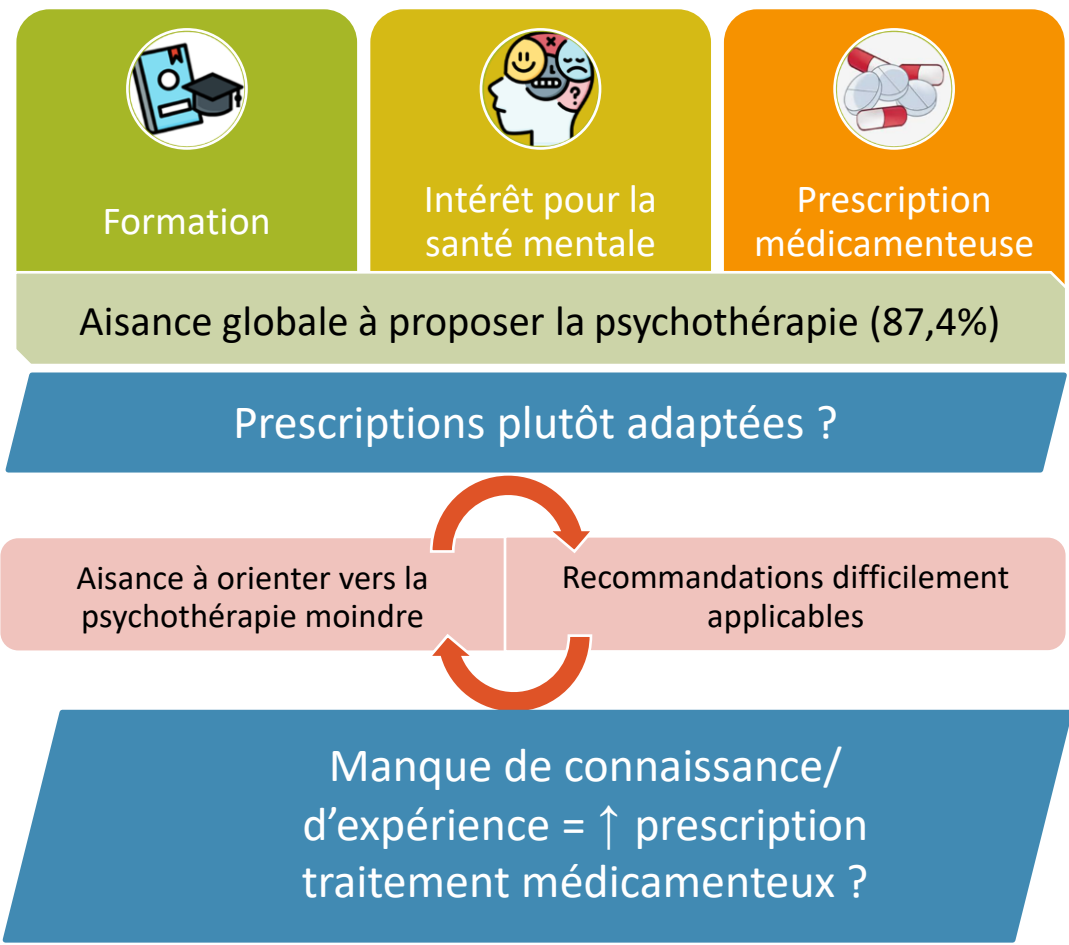 Formation
Intérêt pour la
santé mentale
Prescription
médicamenteuse
Aisance globale à proposer la psychothérapie (87,4%)
Prescriptions plutôt adaptées ?
Aisance à orienter vers la
psychothérapie moindre
Recommandations difficilement
applicables
Manque de connaissance/
d’expérience = ↑ prescription
traitement médicamenteux ?